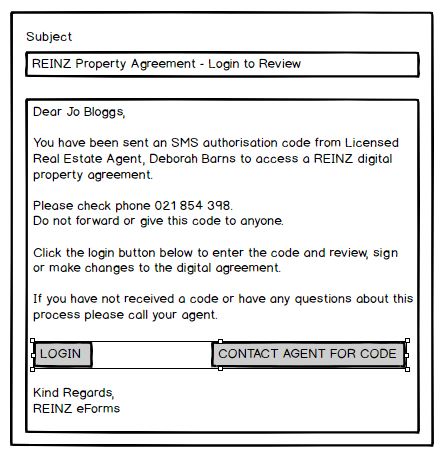 Subject
REINZ Property Agreement - Login to Review
Dear Jo Bloggs,
You have been sent an SMS authorisation code from Licensed
Real Estate Agent, Deborah Barns to access a REINZ digital
property agreement.
Please check phone 021 854 398.
Do not forward or give this code to anyone.
Click the login button below to enter the code and review, sign
or make changes to the digital agreement.
If you have not received a code or have any questions about this
process please call your agent.
LOGIN
CONTACT AGENT FOR CODE
Kind Regards,
REINZ eForms